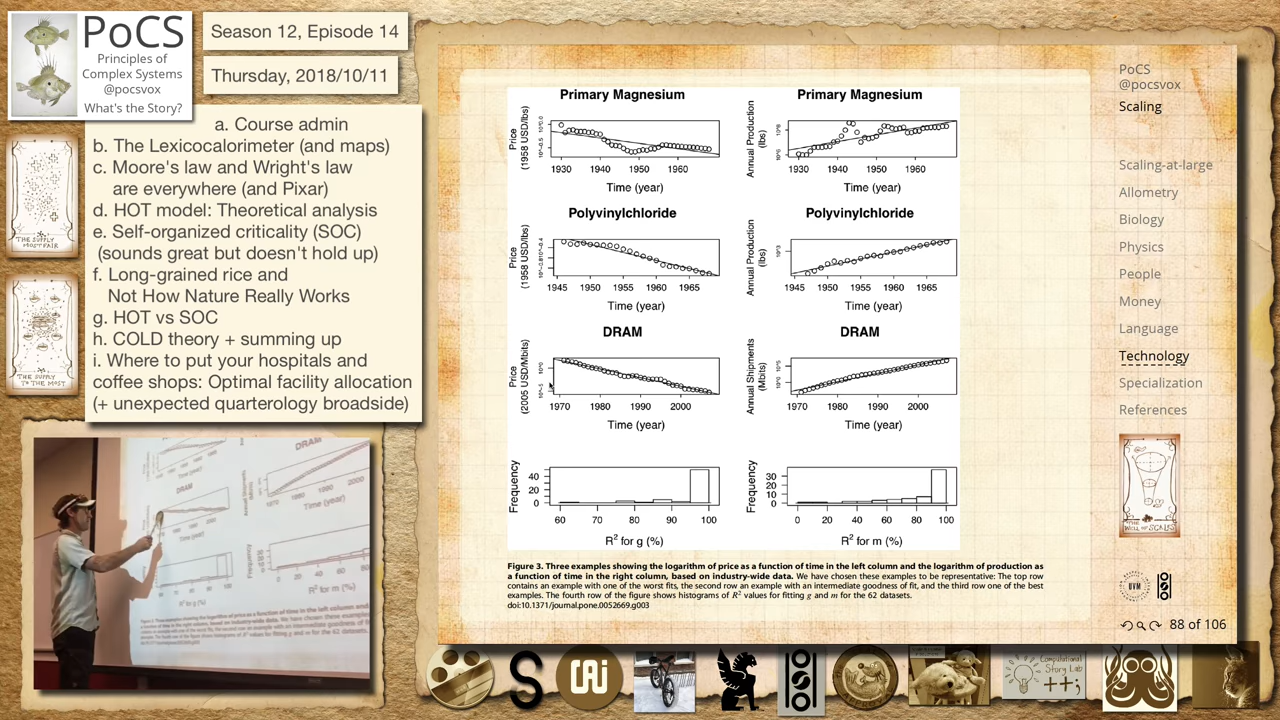 PoCS
Principles of
Complex Systems
@pocsvox
What's the Story?
Season 12, Episode 14
Thursday, 2018/10/11
a. Course admin
b. The Lexicocalorimeter (and maps)
c. Moore's law and Wright's law
are everywhere (and Pixar)
d. HOT model: Theoretical analysis
e. Self-organized criticality (SOC)
(sounds great but doesn't hold up)
f. Long-grained rice and
Not How Nature Really Works
g. HOT vs SOC
h. COLD theory + summing up
i. Where to put your hospitals and
coffee shops: Optimal facility allocation
(+ unexpected quarterology broadside)
Primary Magnesium
Price
(1958 USD/lbs)
1930 1940 1950 1960
Time (year)
Primary Magnesium
Annual Production
(lbs)
1930 1940 1950 1960
Time (year)
Polyvinylchloride
Price
(1958 USD/lbs)
1945 1950 1955 1960 1965
Time (year)
Polyvinylchloride
Annual Production
(lbs)
1945 1950 1955 1960 1965
Time (year)
DRAM
Price
(2005 USD/Mbits)
1970 1980 1990 2000
Time (year)
DRAM
Annual Shipments
(Mbits)
1970 1980 1990 2000
Time (year)
Frequency
40
20
0
60 70 80 90 100
R² for g (%)
Frequency
30
20
10
0
0 20 40 60 80 100
R² for m (%)
Figure 3. Three examples showing the logarithm of price as a function of time in the left column and the logarithm of production as
a function of time in the right column, based on industry-wide data. We have chosen these examples to be representative: The top row
contains an example with one of the worst fits, the second row an example with an intermediate goodness of fit, and the third row one of the best
examples. The fourth row of the figure shows histograms of R² values for fitting g and m for the 62 datasets.
doi:10.1371/journal.pone.0052669.g003
PoCS
@pocsvox
Scaling
Scaling-at-large
Allometry
Biology
Physics
People
Money
Language
Technology
Specialization
References
THE WELL OF SCALES
UVM
88 of 106
Computational
Story Lab
++;